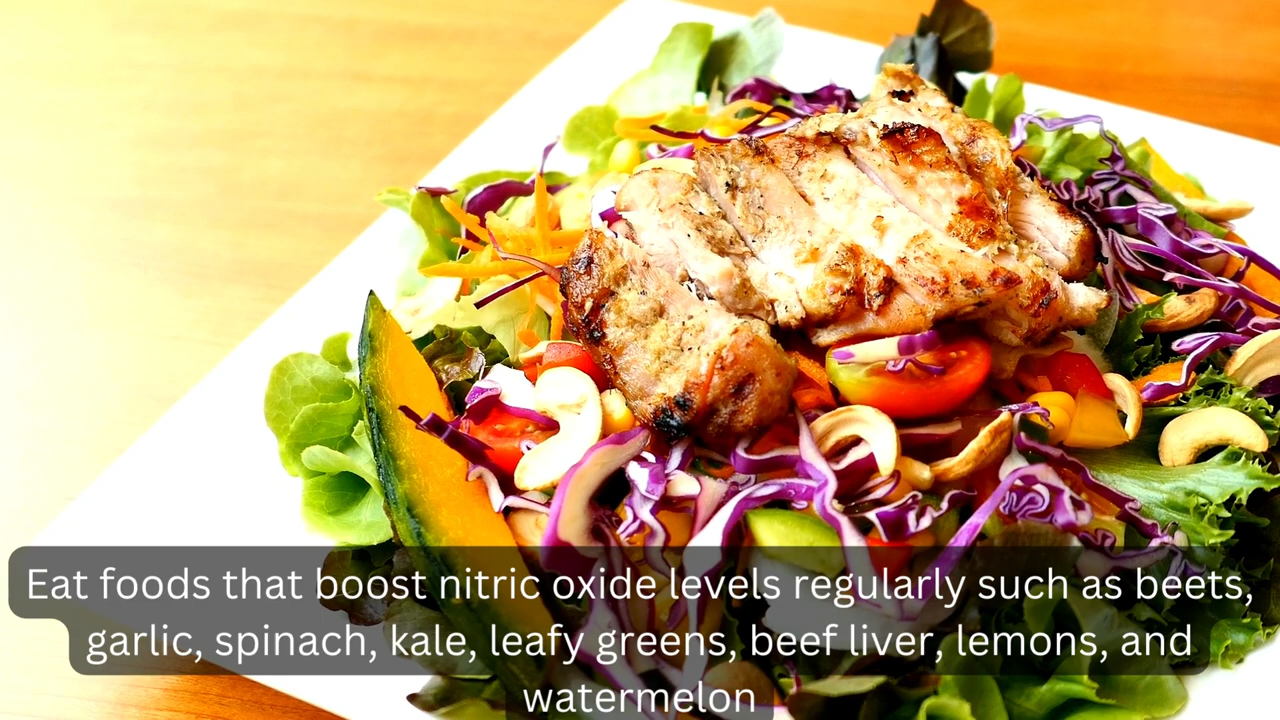 Eat foods that boost nitric oxide levels regularly such as beets,
garlic, spinach, kale, leafy greens, beef liver, lemons, and
watermelon